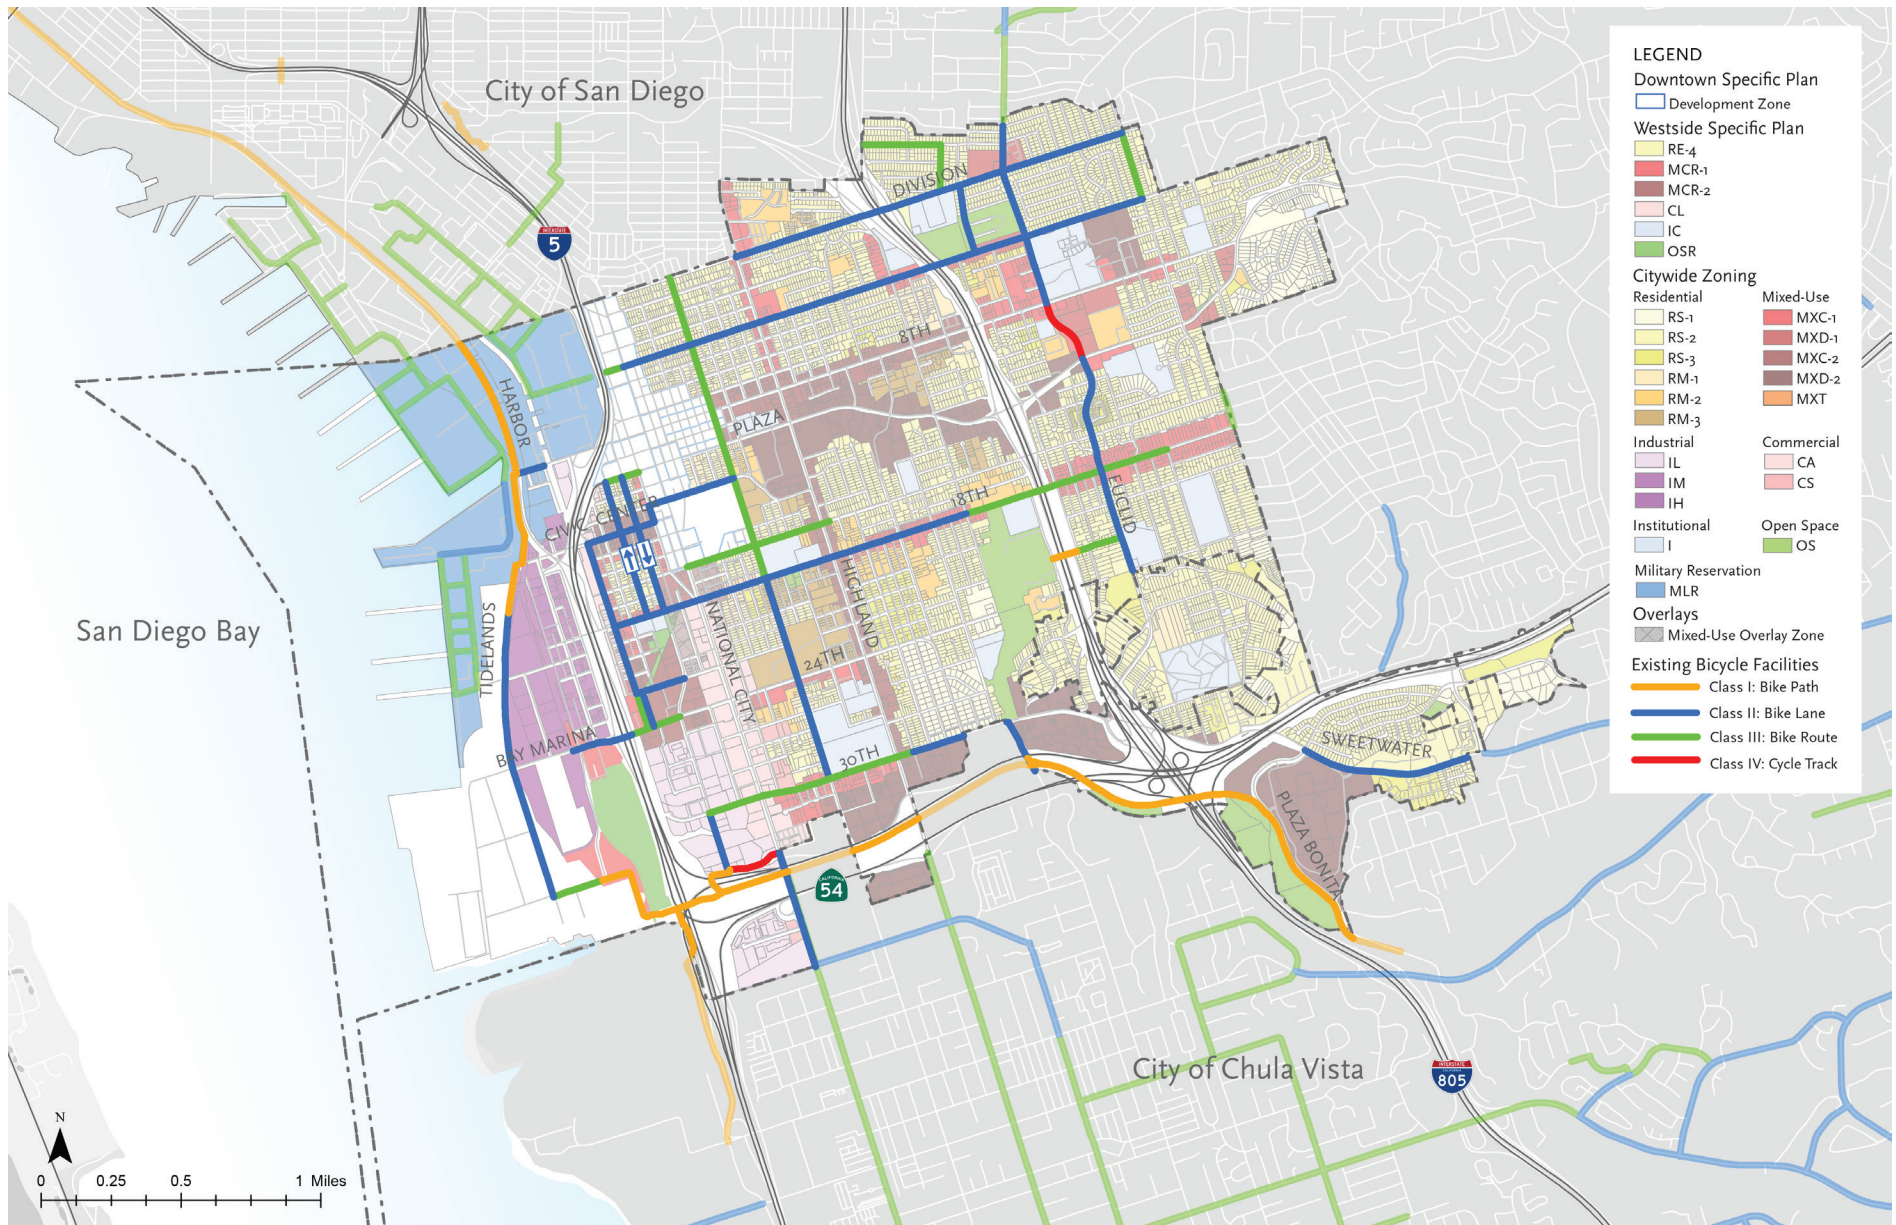 City of San Diego
INTERSTATE
5
DIVISION
8TH
HARBOR
PLAZA
18TH
EUCLID
CIVIC CENTER
HIGHLAND
San Diego Bay
TIDELANDS
NATIONAL CITY
24TH
BAY MARINA
30TH
SWEETWATER
PLAZA BONITA
CALIFORNIA
54
City of Chula Vista
INTERSTATE
CALIFORNIA
805
N
0 0.25 0.5 1 Miles
LEGEND
Downtown Specific Plan
Development Zone
Westside Specific Plan
RE-4
MCR-1
MCR-2
CL
IC
OSR
Citywide Zoning
Residential Mixed-Use
RS-1 MXC-1
RS-2 MXD-1
RS-3 MXC-2
RM-1 MXD-2
RM-2 MXT
RM-3
Industrial Commercial
IL CA
IM CS
IH
Institutional Open Space
I OS
Military Reservation
MLR
Overlays
Mixed-Use Overlay Zone
Existing Bicycle Facilities
Class I: Bike Path
Class II: Bike Lane
Class III: Bike Route
Class IV: Cycle Track